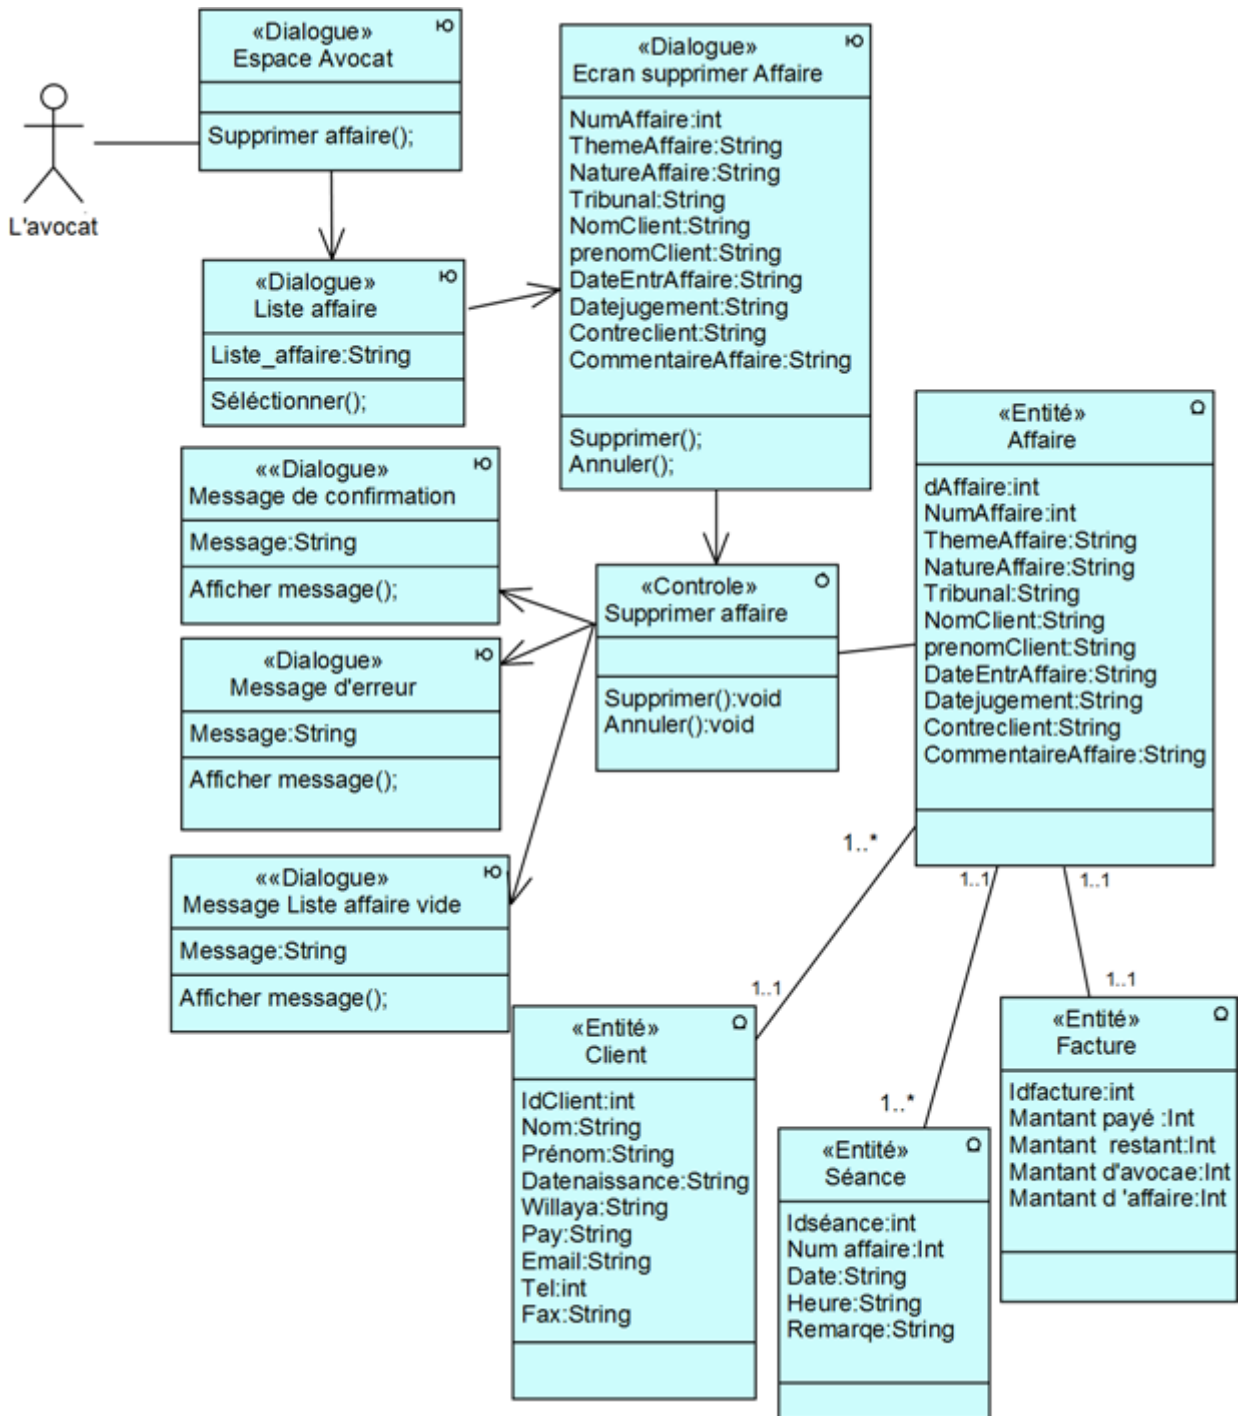 «Dialogue»
Espace Avocat
Supprimer affaire();
L'avocat
«Dialogue»
Ecran supprimer Affaire
NumAffaire:int
ThemeAffaire:String
NatureAffaire:String
Tribunal:String
NomClient:String
prenomClient:String
DateEntrAffaire:String
Datejugement:String
Contreclient:String
CommentaireAffaire:String
Supprimer();
Annuler();
«Dialogue»
Liste affaire
Liste_affaire:String
Séléctionner();
««Dialogue»
Message de confirmation
Message:String
Afficher message();
«Dialogue»
Message d'erreur
Message:String
Afficher message();
««Dialogue»
Message Liste affaire vide
Message:String
Afficher message();
«Controle»
Supprimer affaire
Supprimer():void
Annuler():void
«Entité»
Affaire
dAffaire:int
NumAffaire:int
ThemeAffaire:String
NatureAffaire:String
Tribunal:String
NomClient:String
prenomClient:String
DateEntrAffaire:String
Datejugement:String
Contreclient:String
CommentaireAffaire:String
1..*
1..1
1..1
1..1
1..1
1..*
«Entité»
Client
IdClient:int
Nom:String
Prénom:String
Datenaissance:String
Willaya:String
Pay:String
Email:String
Tel:int
Fax:String
«Entité»
Séance
Idséance:int
Num affaire:Int
Date:String
Heure:String
Remarqe:String
«Entité»
Facture
Idfacture:int
Mantant payé :Int
Mantant restant:Int
Mantant d'avocae:Int
Mantant d 'affaire:Int